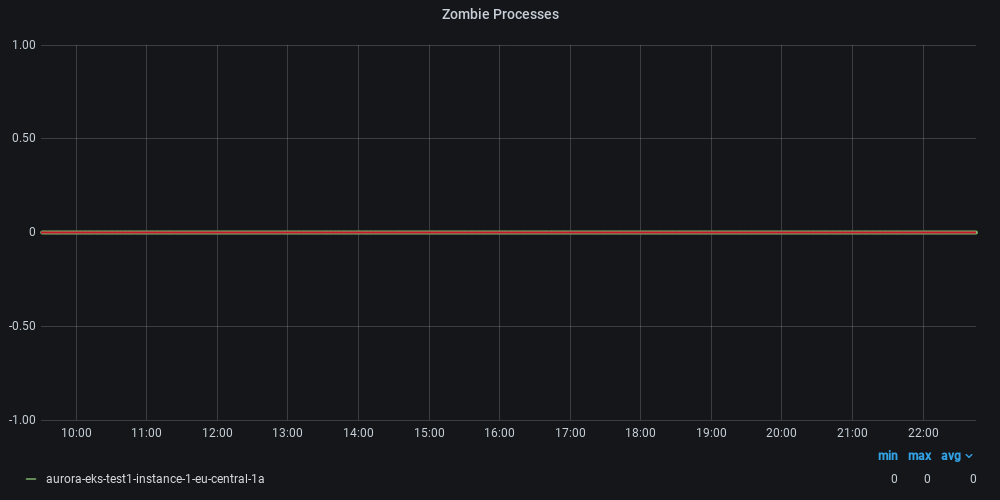 Zombie Processes
1.00
0.50
0
-0.50
-1.00
10:00 11:00 12:00 13:00 14:00 15:00 16:00 17:00 18:00 19:00 20:00 21:00 22:00
min max avg
aurora-eks-test1-instance-1-eu-central-1a 0 0 0